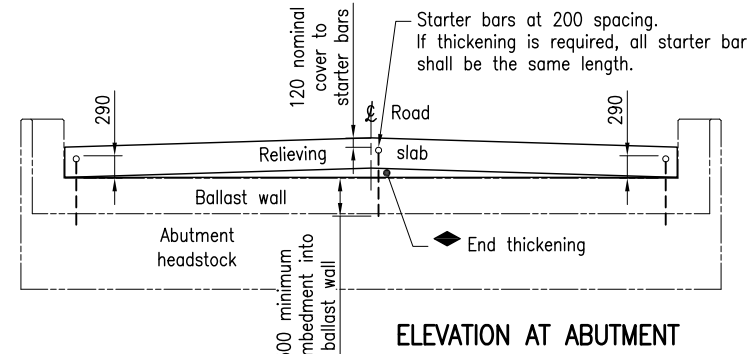 Starter bars at 200 spacing.
If thickening is required, all starter bar
shall be the same length.
120 nominal
cover to
starter bars
℄ Road
290
290
Relieving slab
Ballast wall
Abutment
headstock
End thickening
minimum
into
ballast wall
ELEVATION AT ABUTMENT